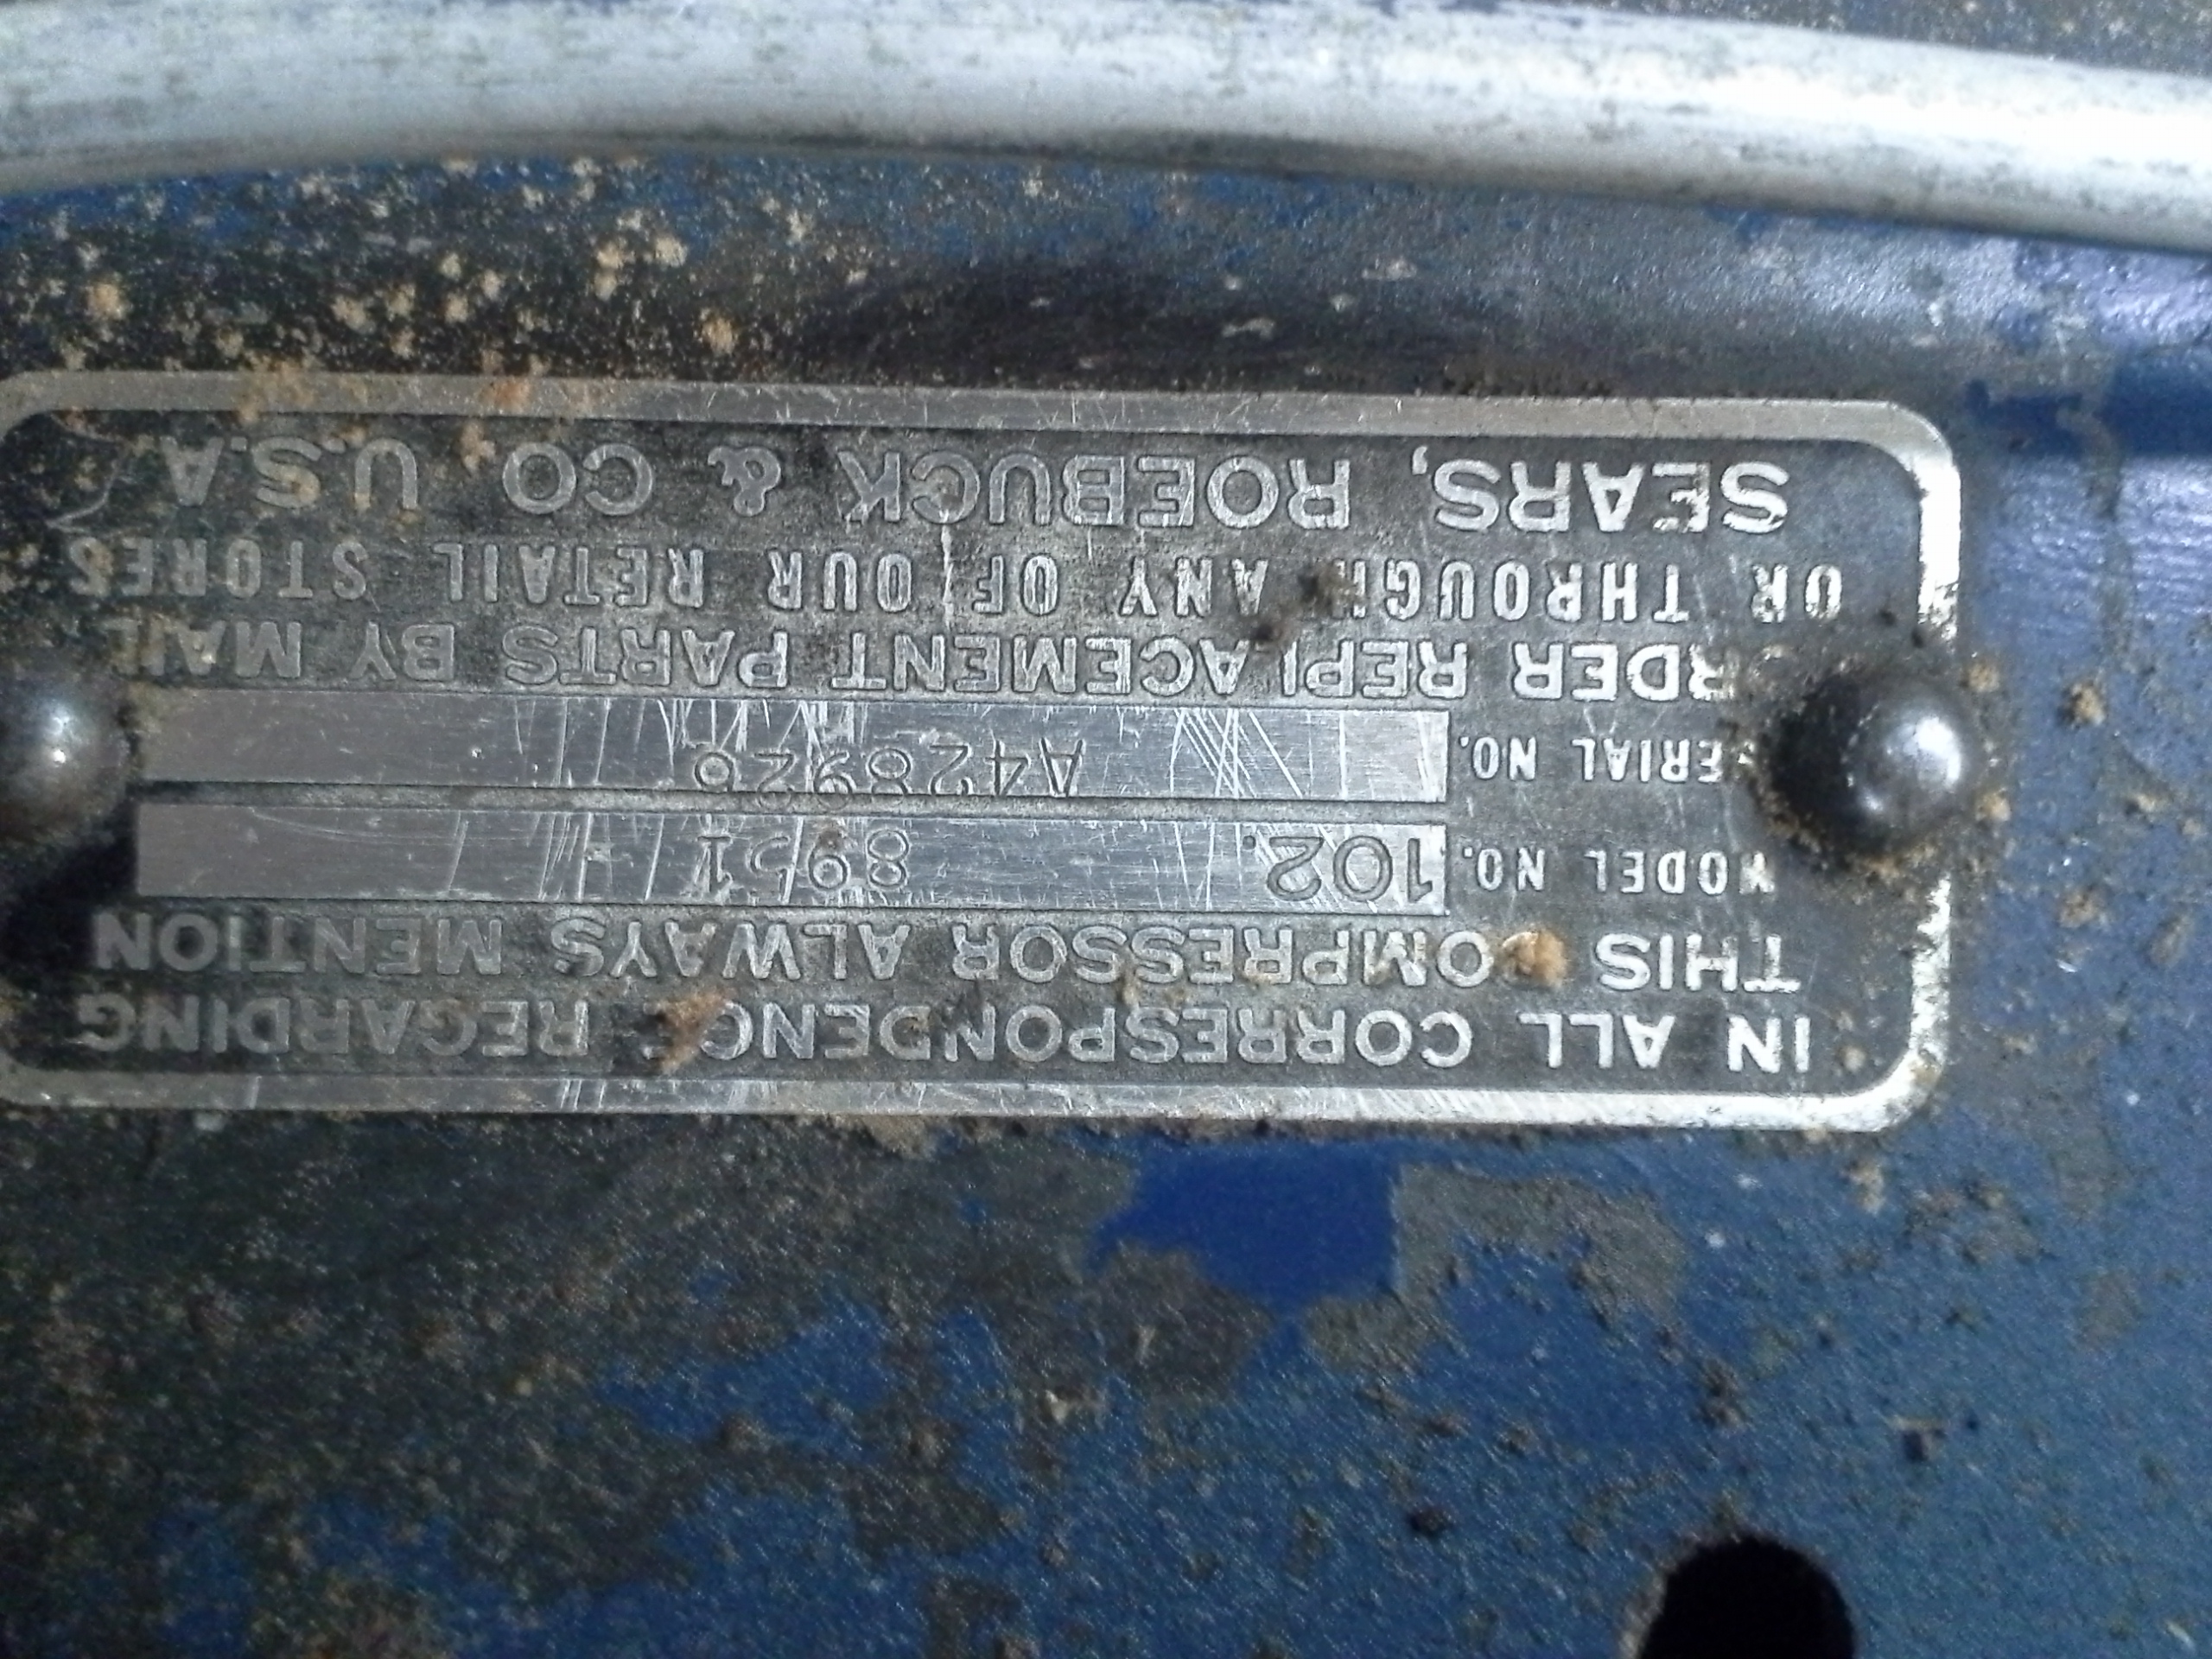 IN ALL CORRESPONDENCE REGARDING
THIS COMPRESSOR ALWAYS MENTION
MODEL NO. 102. 8951
SERIAL NO. A428926
ORDER REPLACEMENT PARTS BY MAIL
OR THROUGH ANY OF OUR RETAIL STORES
SEARS, ROEBUCK & CO U.S.A.